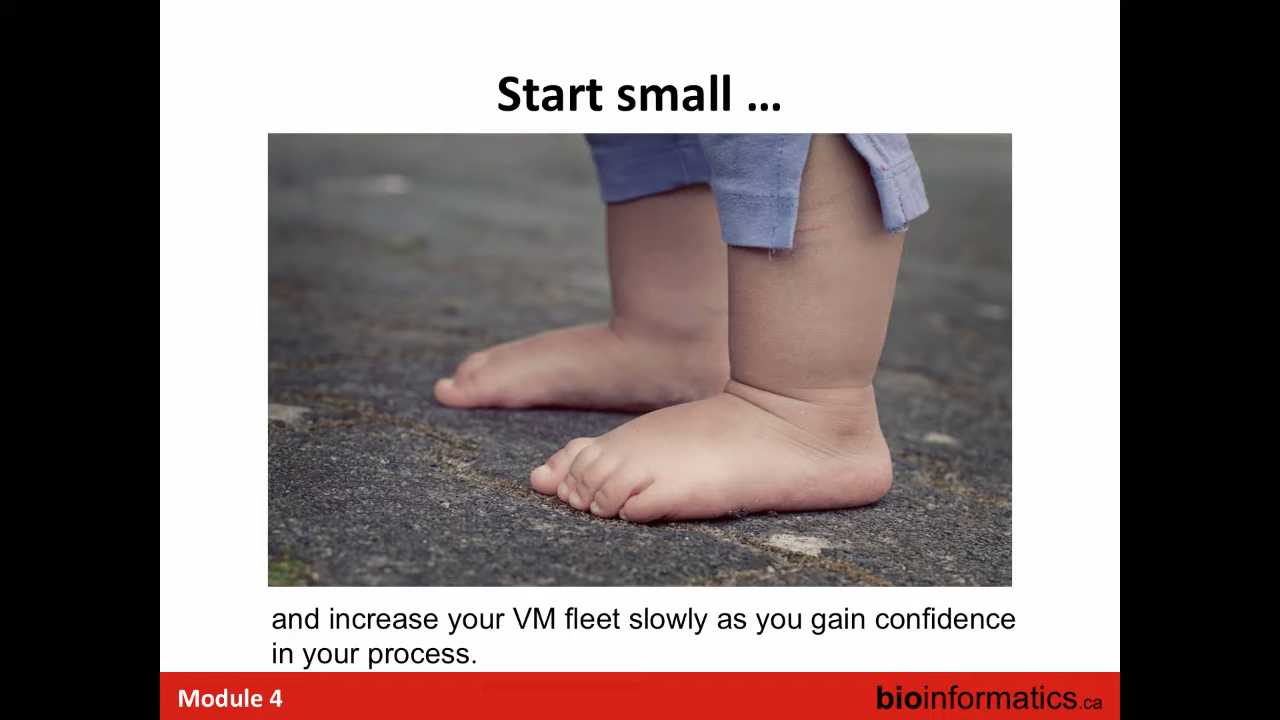 Start small ...
and increase your VM fleet slowly as you gain confidence
in your process.
Module 4
bioinformatics.ca